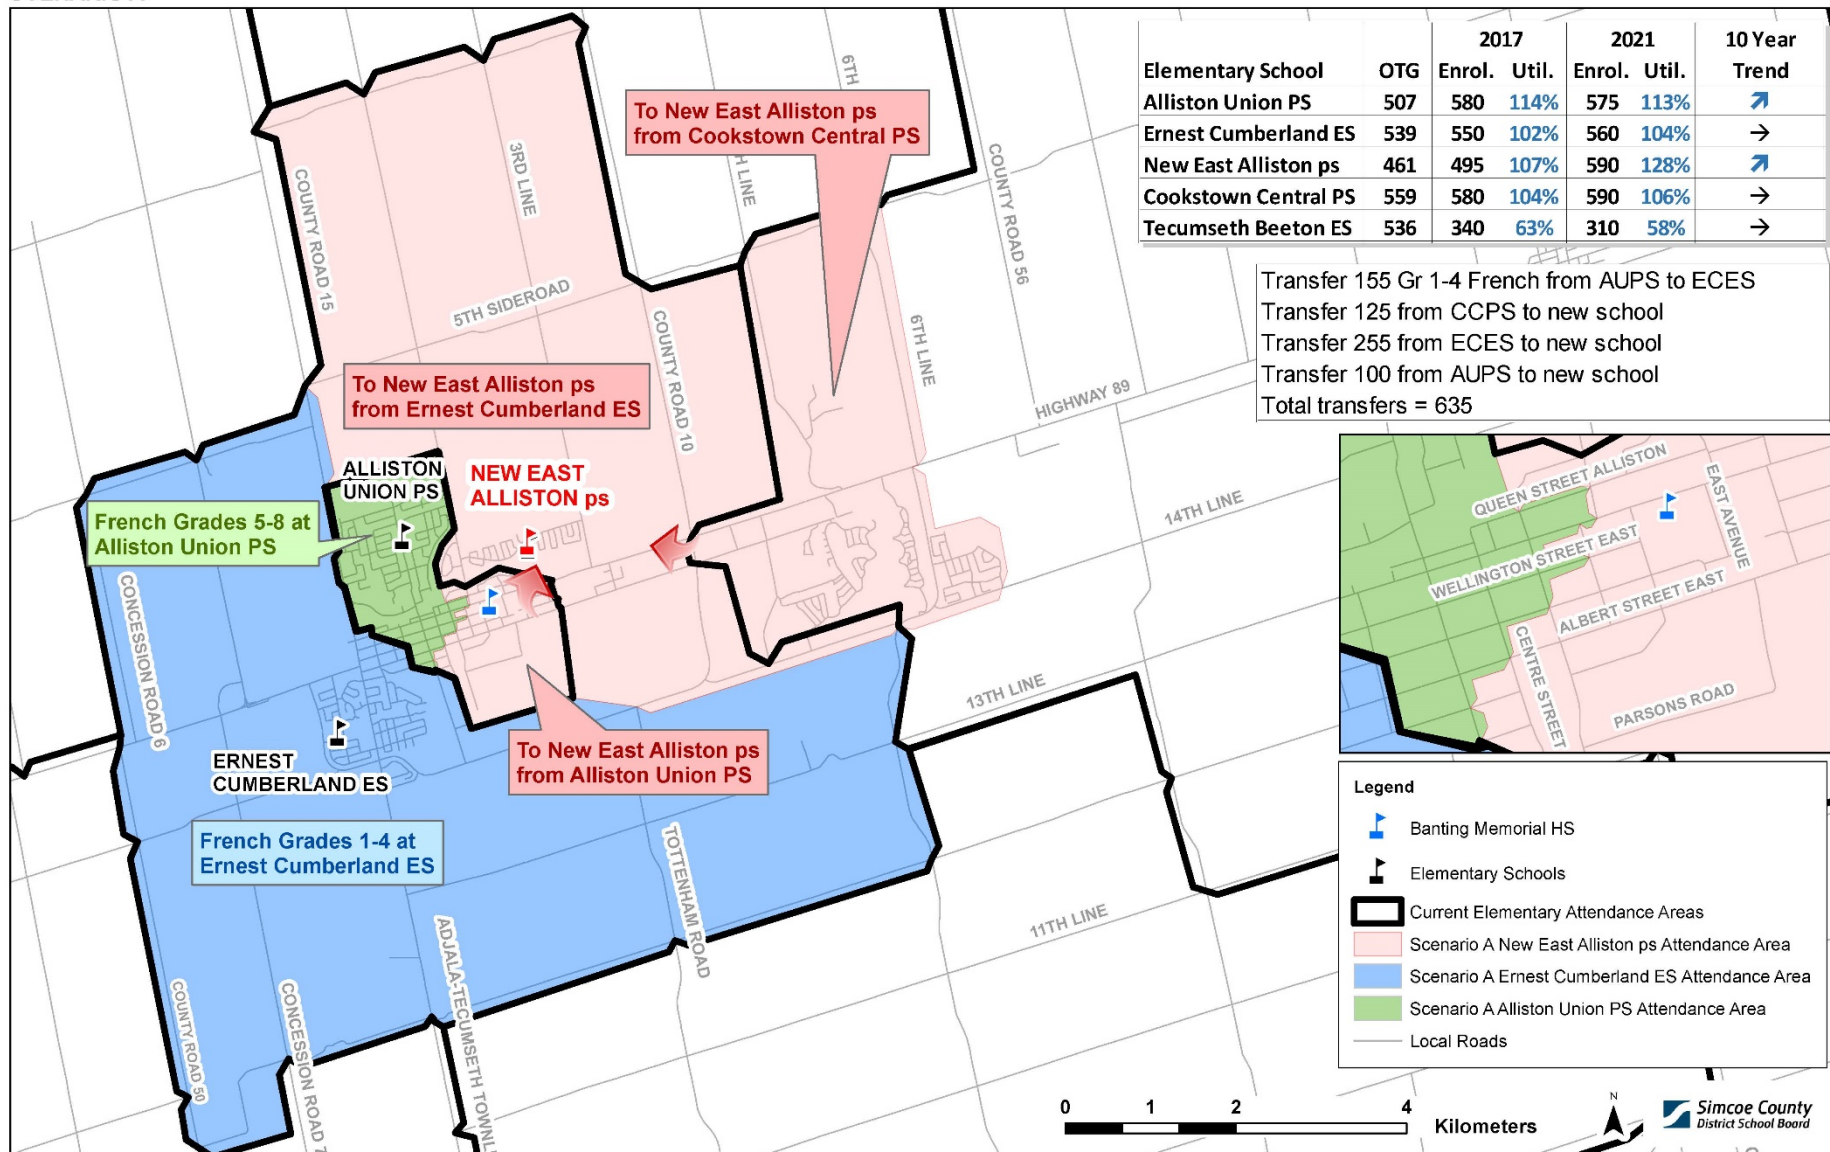 2017 2021 10 Year
Elementary School OTG Enrol. Util. Enrol. Util. Trend
Alliston Union PS 507 580 114% 575 113%
Ernest Cumberland ES 539 550 102% 560 104% →
New East Alliston ps 461 495 107% 590 128%
Cookstown Central PS 559 580 104% 590 106% →
Tecumseth Beeton ES 536 340 63% 310 58% →
Transfer 155 Gr 1-4 French from AUPS to ECES
Transfer 125 from CCPS to new school
Transfer 255 from ECES to new school
Transfer 100 from AUPS to new school
Total transfers = 635
To New East Alliston ps
from Cookstown Central PS
6TH
H LINE
3RD LINE
COUNTY ROAD 15
COUNTY ROAD 56
5TH SIDEROAD
COUNTY ROAD 10
6TH LINE
HIGHWAY 89
To New East Alliston ps
from Ernest Cumberland ES
ALLISTON
UNION PS
NEW EAST
ALLISTON ps
French Grades 5-8 at
Alliston Union PS
14TH LINE
CONCESSION ROAD 6
13TH LINE
To New East Alliston ps
from Alliston Union PS
ERNEST
CUMBERLAND ES
French Grades 1-4 at
Ernest Cumberland ES
TOTTENHAM ROAD
11TH LINE
COUNTY ROAD 50
CONCESSION ROAD 7
ADJALA-TECUMSETH TOWNL
QUEEN STREET ALLISTON
EAST AVENUE
WELLINGTON STREET EAST
ALBERT STREET EAST
CENTRE STREET
PARSONS ROAD
Legend
Banting Memorial HS
Elementary Schools
Current Elementary Attendance Areas
Scenario A New East Alliston ps Attendance Area
Scenario A Ernest Cumberland ES Attendance Area
Scenario A Alliston Union PS Attendance Area
Local Roads
0 1 2 4
Kilometers
N
Simcoe County
District School Board